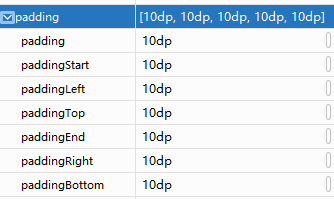 padding [10dp, 10dp, 10dp, 10dp, 10dp]
padding 10dp
paddingStart 10dp
paddingLeft 10dp
paddingTop 10dp
paddingEnd 10dp
paddingRight 10dp
paddingBottom 10dp